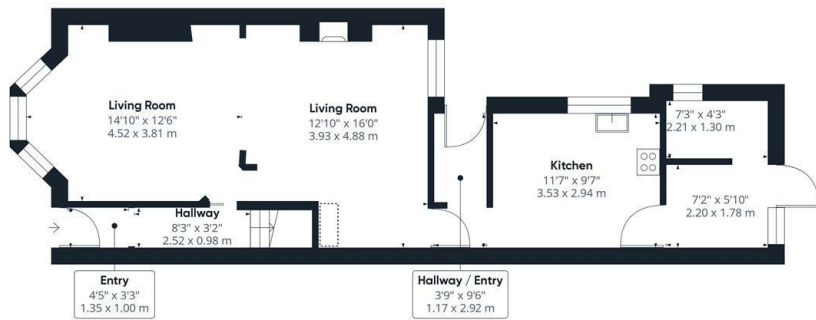 Living Room
14'10" x 12'6"
4.52 x 3.81 m
Living Room
12'10" x 16'0"
3.93 x 4.88 m
Kitchen
11'7" x 9'7"
3.53 x 2.94 m
7'3" x 4'3"
2.21 x 1.30 m
7'2" x 5'10"
2.20 x 1.78 m
Hallway
8'3" x 3'2"
2.52 x 0.98 m
Entry
4'5" x 3'3"
1.35 x 1.00 m
Hallway / Entry
3'9" x 9'6"
1.17 x 2.92 m